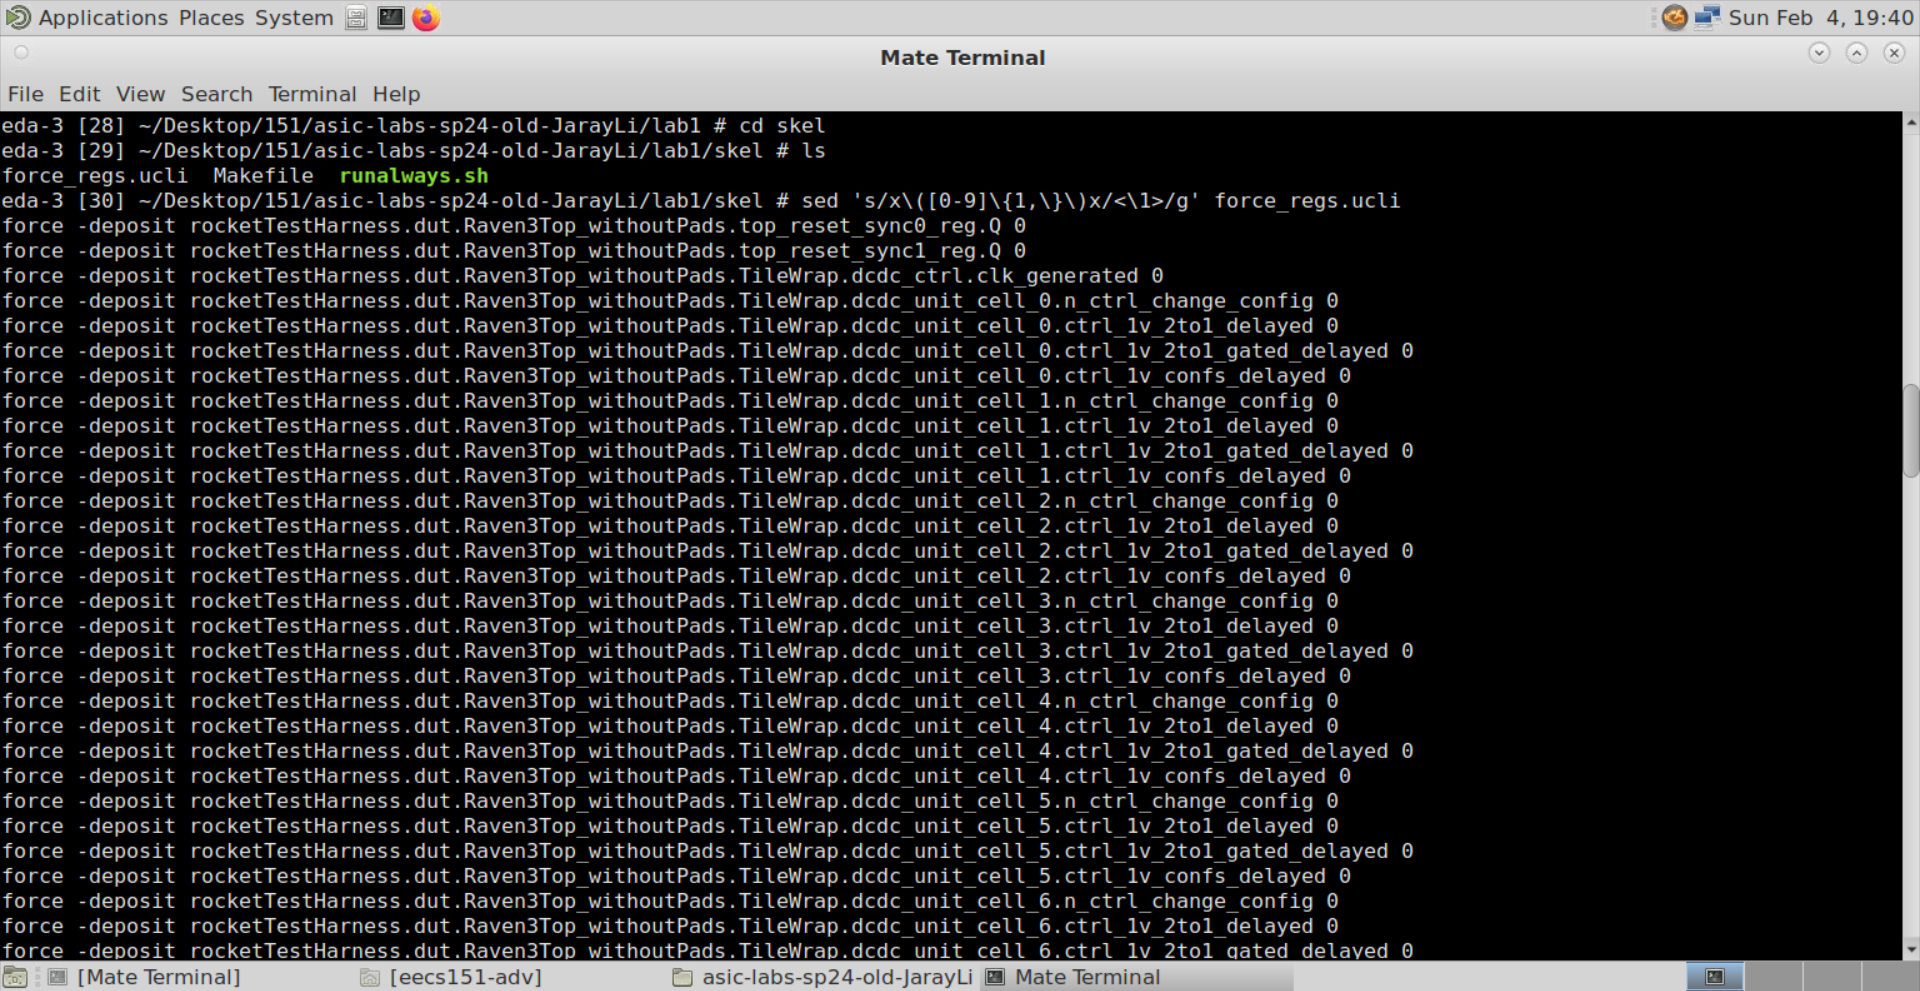 Applications Places System
Sun Feb 4, 19:40
Mate Terminal
File Edit View Search Terminal Help
eda-3 [28] ~/Desktop/151/asic-labs-sp24-old-JarayLi/lab1 # cd skel
eda-3 [29] ~/Desktop/151/asic-labs-sp24-old-JarayLi/lab1/skel # ls
force_regs.ucli Makefile runalways.sh
eda-3 [30] ~/Desktop/151/asic-labs-sp24-old-JarayLi/lab1/skel # sed 's/x\([0-9]\{1,\}\)x/<\1>/g' force_regs.ucli
force -deposit rocketTestHarness.dut.Raven3Top_withoutPads.top_reset_sync0_reg.Q 0
force -deposit rocketTestHarness.dut.Raven3Top_withoutPads.top_reset_sync1_reg.Q 0
force -deposit rocketTestHarness.dut.Raven3Top_withoutPads.TileWrap.dcdc_ctrl.clk_generated 0
force -deposit rocketTestHarness.dut.Raven3Top_withoutPads.TileWrap.dcdc_unit_cell_0.n_ctrl_change_config 0
force -deposit rocketTestHarness.dut.Raven3Top_withoutPads.TileWrap.dcdc_unit_cell_0.ctrl_1v_2to1_delayed 0
force -deposit rocketTestHarness.dut.Raven3Top_withoutPads.TileWrap.dcdc_unit_cell_0.ctrl_1v_2to1_gated_delayed 0
force -deposit rocketTestHarness.dut.Raven3Top_withoutPads.TileWrap.dcdc_unit_cell_0.ctrl_1v_confs_delayed 0
force -deposit rocketTestHarness.dut.Raven3Top_withoutPads.TileWrap.dcdc_unit_cell_1.n_ctrl_change_config 0
force -deposit rocketTestHarness.dut.Raven3Top_withoutPads.TileWrap.dcdc_unit_cell_1.ctrl_1v_2to1_delayed 0
force -deposit rocketTestHarness.dut.Raven3Top_withoutPads.TileWrap.dcdc_unit_cell_1.ctrl_1v_2to1_gated_delayed 0
force -deposit rocketTestHarness.dut.Raven3Top_withoutPads.TileWrap.dcdc_unit_cell_1.ctrl_1v_confs_delayed 0
force -deposit rocketTestHarness.dut.Raven3Top_withoutPads.TileWrap.dcdc_unit_cell_2.n_ctrl_change_config 0
force -deposit rocketTestHarness.dut.Raven3Top_withoutPads.TileWrap.dcdc_unit_cell_2.ctrl_1v_2to1_delayed 0
force -deposit rocketTestHarness.dut.Raven3Top_withoutPads.TileWrap.dcdc_unit_cell_2.ctrl_1v_2to1_gated_delayed 0
force -deposit rocketTestHarness.dut.Raven3Top_withoutPads.TileWrap.dcdc_unit_cell_2.ctrl_1v_confs_delayed 0
force -deposit rocketTestHarness.dut.Raven3Top_withoutPads.TileWrap.dcdc_unit_cell_3.n_ctrl_change_config 0
force -deposit rocketTestHarness.dut.Raven3Top_withoutPads.TileWrap.dcdc_unit_cell_3.ctrl_1v_2to1_delayed 0
force -deposit rocketTestHarness.dut.Raven3Top_withoutPads.TileWrap.dcdc_unit_cell_3.ctrl_1v_2to1_gated_delayed 0
force -deposit rocketTestHarness.dut.Raven3Top_withoutPads.TileWrap.dcdc_unit_cell_3.ctrl_1v_confs_delayed 0
force -deposit rocketTestHarness.dut.Raven3Top_withoutPads.TileWrap.dcdc_unit_cell_4.n_ctrl_change_config 0
force -deposit rocketTestHarness.dut.Raven3Top_withoutPads.TileWrap.dcdc_unit_cell_4.ctrl_1v_2to1_delayed 0
force -deposit rocketTestHarness.dut.Raven3Top_withoutPads.TileWrap.dcdc_unit_cell_4.ctrl_1v_2to1_gated_delayed 0
force -deposit rocketTestHarness.dut.Raven3Top_withoutPads.TileWrap.dcdc_unit_cell_4.ctrl_1v_confs_delayed 0
force -deposit rocketTestHarness.dut.Raven3Top_withoutPads.TileWrap.dcdc_unit_cell_5.n_ctrl_change_config 0
force -deposit rocketTestHarness.dut.Raven3Top_withoutPads.TileWrap.dcdc_unit_cell_5.ctrl_1v_2to1_delayed 0
force -deposit rocketTestHarness.dut.Raven3Top_withoutPads.TileWrap.dcdc_unit_cell_5.ctrl_1v_2to1_gated_delayed 0
force -deposit rocketTestHarness.dut.Raven3Top_withoutPads.TileWrap.dcdc_unit_cell_5.ctrl_1v_confs_delayed 0
force -deposit rocketTestHarness.dut.Raven3Top_withoutPads.TileWrap.dcdc_unit_cell_6.n_ctrl_change_config 0
force -deposit rocketTestHarness.dut.Raven3Top_withoutPads.TileWrap.dcdc_unit_cell_6.ctrl_1v_2to1_delayed 0
force -deposit rocketTestHarness.dut.Raven3Top_withoutPads.TileWrap.dcdc_unit_cell_6.ctrl_1v_2to1_gated_delayed 0
[Mate Terminal] [eecs151-adv] asic-labs-sp24-old-JarayLi Mate Terminal